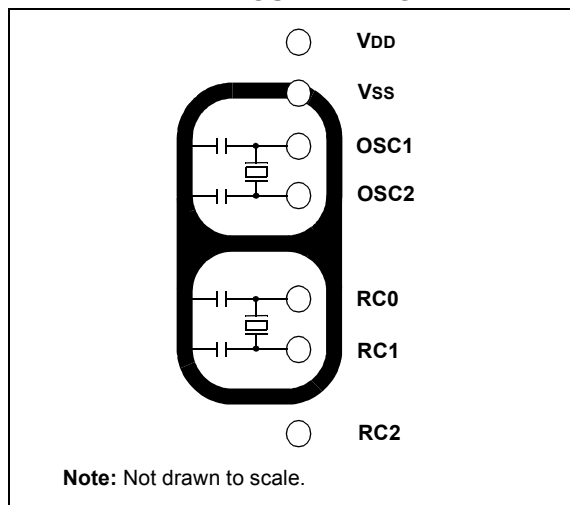 VDD
VSS
OSC1
OSC2
RC0
RC1
RC2
Note: Not drawn to scale.